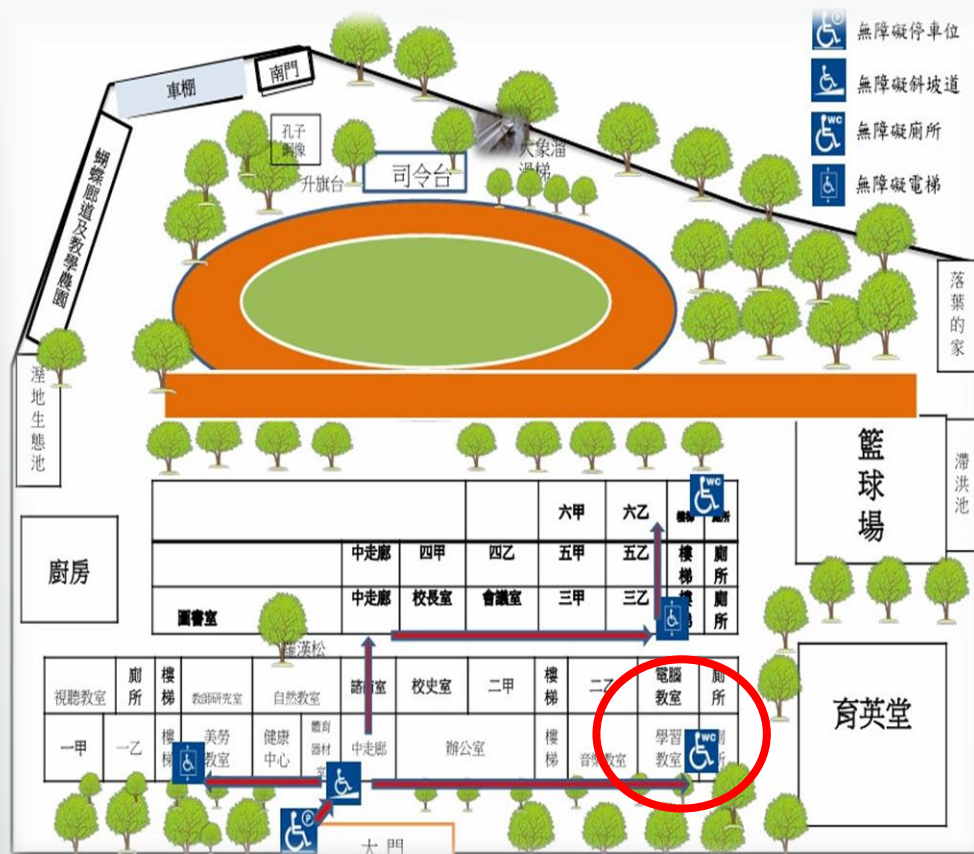 無障礙停車位
無障礙斜坡道
無障礙廁所
無障礙電梯
南門
車棚
孔子
銅像
大象溜
滑梯
升旗台
司令台
蝴蝶廊道及教學農園
落葉的家
溼地生態池
籃球場
滯洪池
廚房
六甲
六乙
中走廊
四甲
四乙
五甲
五乙
樓梯
廁所
圖書室
中走廊
校長室
會議室
三甲
三乙
廁所
羅漢松
視聽教室
廁所
樓梯
教師研究室
自然教室
諮商室
校史室
二甲
樓梯
二乙
電腦
教室
廁所
一甲
一乙
樓梯
美勞
教室
健康
中心
體育
器材
中走廊
辦公室
樓梯
音樂教室
學習
教室
育英堂
大門
WC
WC
WC
P
P